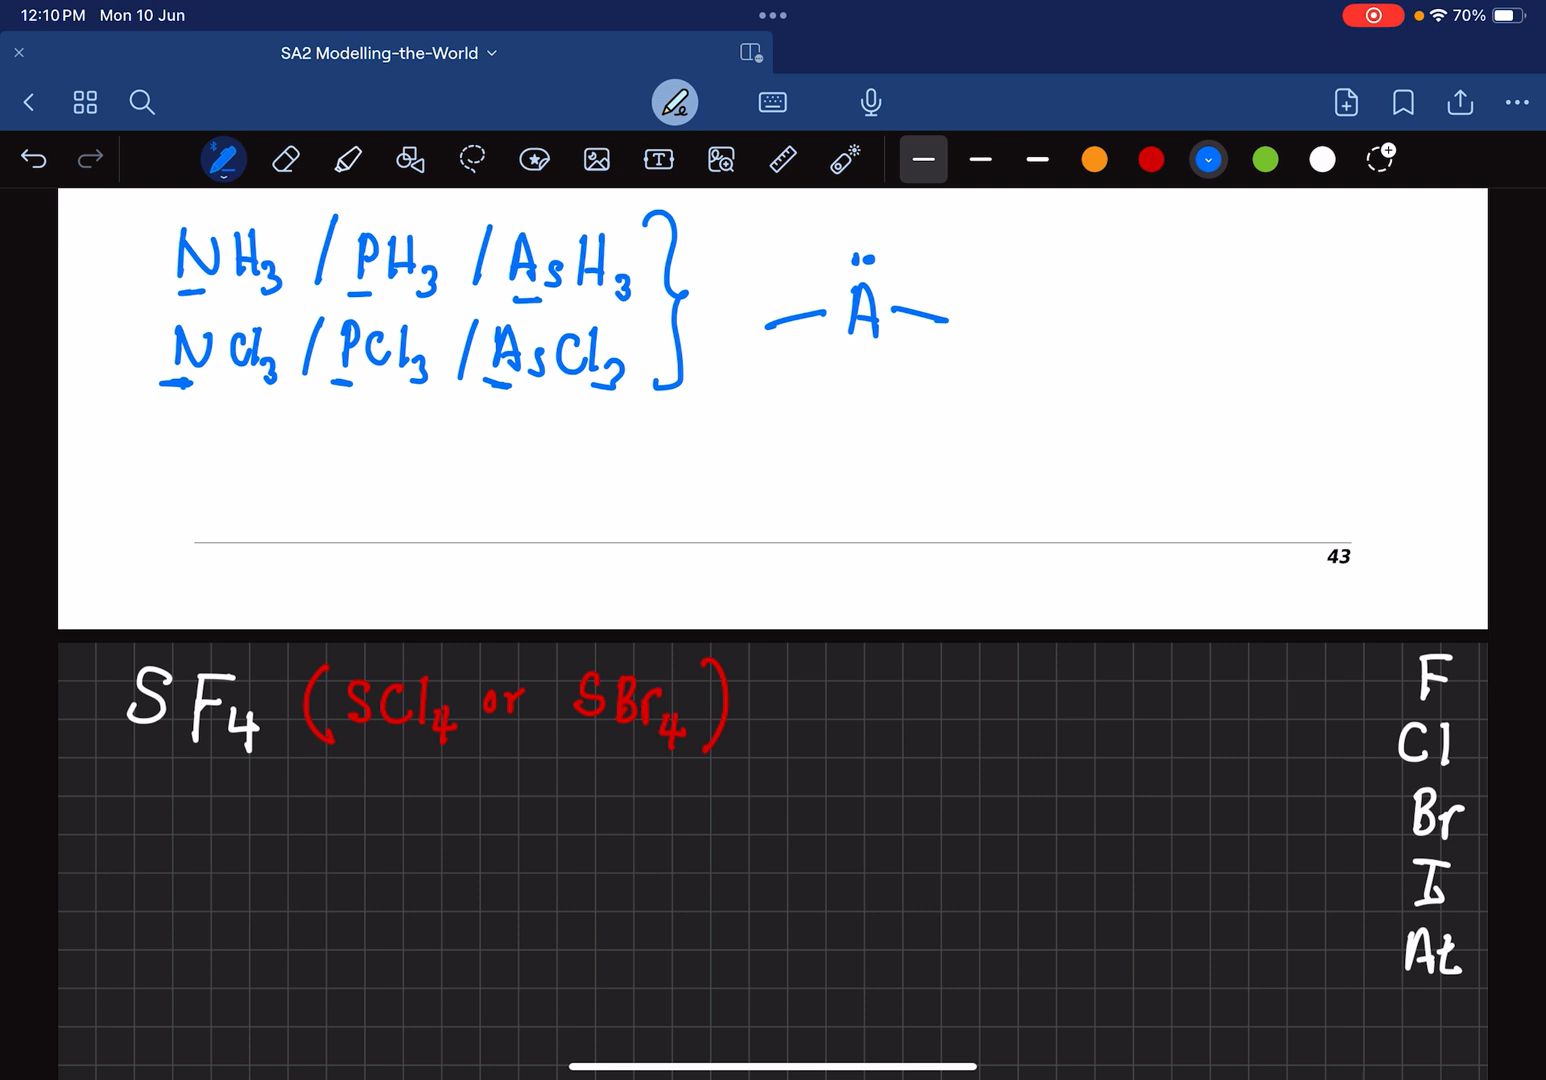 12:10 PM Mon 10 Jun
70%
SA2 Modelling-the-World
T
NH₃ / PH₃ / AsH₃
NCl₃ / PCl₃ / AsCl₃
A
43
SF₄ (SCl₄ or SBr₄)
F
Cl
Br
I
At